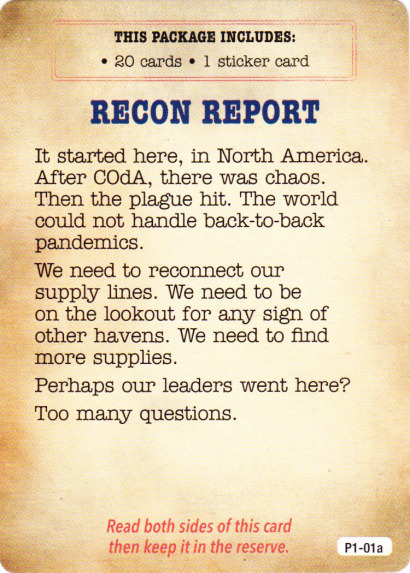 THIS PACKAGE INCLUDES:
• 20 cards • 1 sticker card
RECON REPORT
It started here, in North America.
After COdA, there was chaos.
Then the plague hit. The world
could not handle back-to-back
pandemics.
We need to reconnect our
supply lines. We need to be
on the lookout for any sign of
other havens. We need to find
more supplies.
Perhaps our leaders went here?
Too many questions.
Read both sides of this card
then keep it in the reserve.
P1-01a